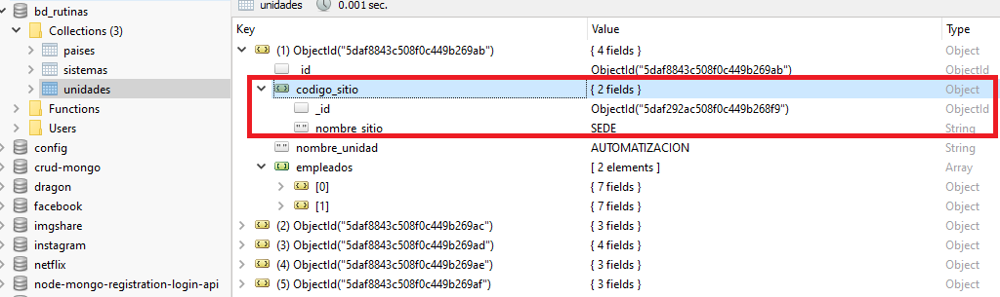 bd_rutinas
Collections (3)
paises
sistemas
unidades
Functions
Users
config
crud-mongo
dragon
facebook
imgshare
instagram
netflix
node-mongo-registration-login-api
unidades 0.001 sec.
Key Value Type
(1) ObjectId("5daf8843c508f0c449b269ab") { 4 fields } Object
_id ObjectId("5daf8843c508f0c449b269ab") ObjectId
codigo_sitio { 2 fields } Object
_id ObjectId("5daf292ac508f0c449b268f9") ObjectId
" " nombre_sitio SEDE String
" " nombre_unidad AUTOMATIZACION String
empleados [ 2 elements ] Array
[0] { 7 fields } Object
[1] { 7 fields } Object
(2) ObjectId("5daf8843c508f0c449b269ac") { 3 fields } Object
(3) ObjectId("5daf8843c508f0c449b269ad") { 4 fields } Object
(4) ObjectId("5daf8843c508f0c449b269ae") { 3 fields } Object
(5) ObjectId("5daf8843c508f0c449b269af") { 3 fields } Object